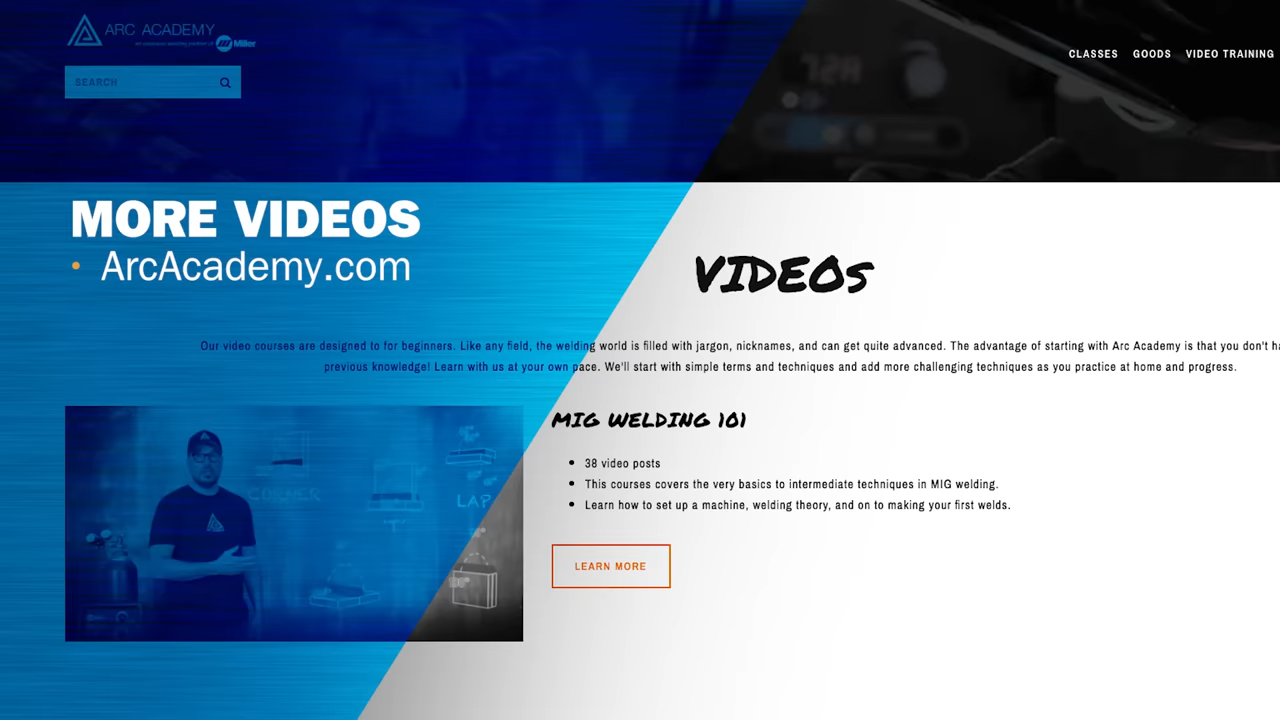 ARC ACADEMY
Miller
SEARCH
CLASSES GOODS VIDEO TRAINING
MORE VIDEOS
• ArcAcademy.com
VIDEOs
Our video courses are designed to for beginners. Like any field, the welding world is filled with jargon, nicknames, and can get quite advanced. The advantage of starting with Arc Academy is that you don't
previous knowledge! Learn with us at your own pace. We'll start with simple terms and techniques and add more challenging techniques as you practice at home and progress.
MIG WELDING 101
• 38 video posts
• This courses covers the very basics to intermediate techniques in MIG welding.
• Learn how to set up a machine, welding theory, and on to making your first welds.
LEARN MORE
CORNER
LAP
T